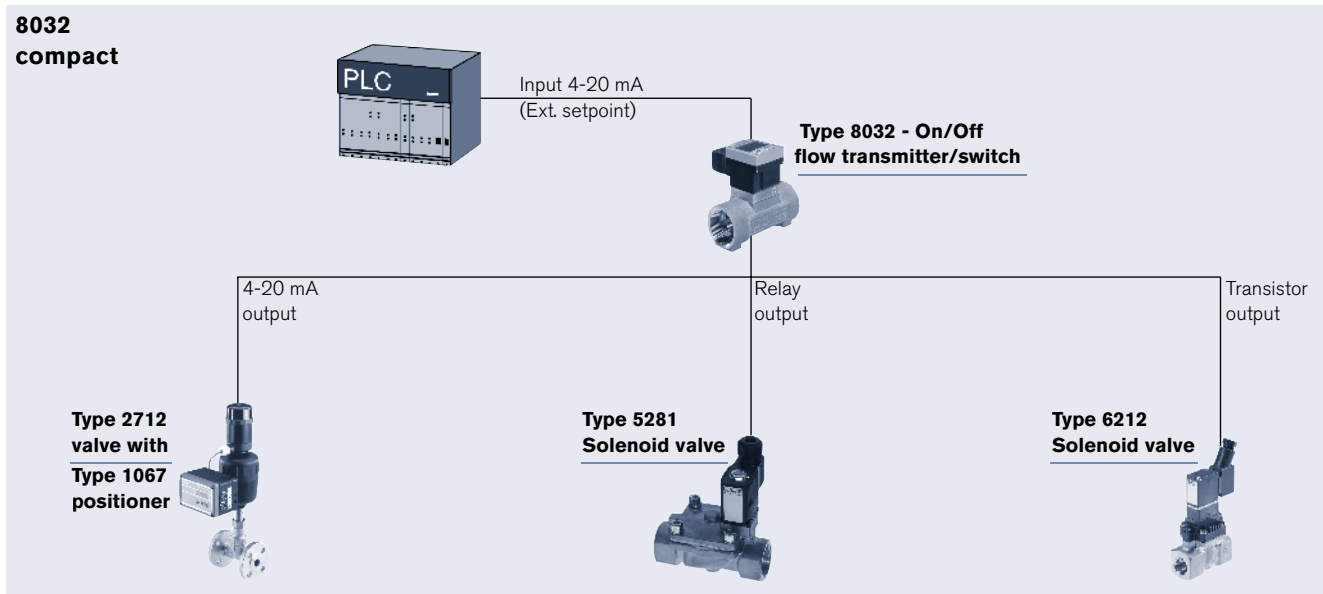 8032
compact
PLC
Input 4-20 mA
(Ext. setpoint)
Type 8032 - On/Off
flow transmitter/switch
4-20 mA
output
Relay
output
Transistor
output
Type 2712
valve with
Type 1067
positioner
Type 5281
Solenoid valve
Type 6212
Solenoid valve